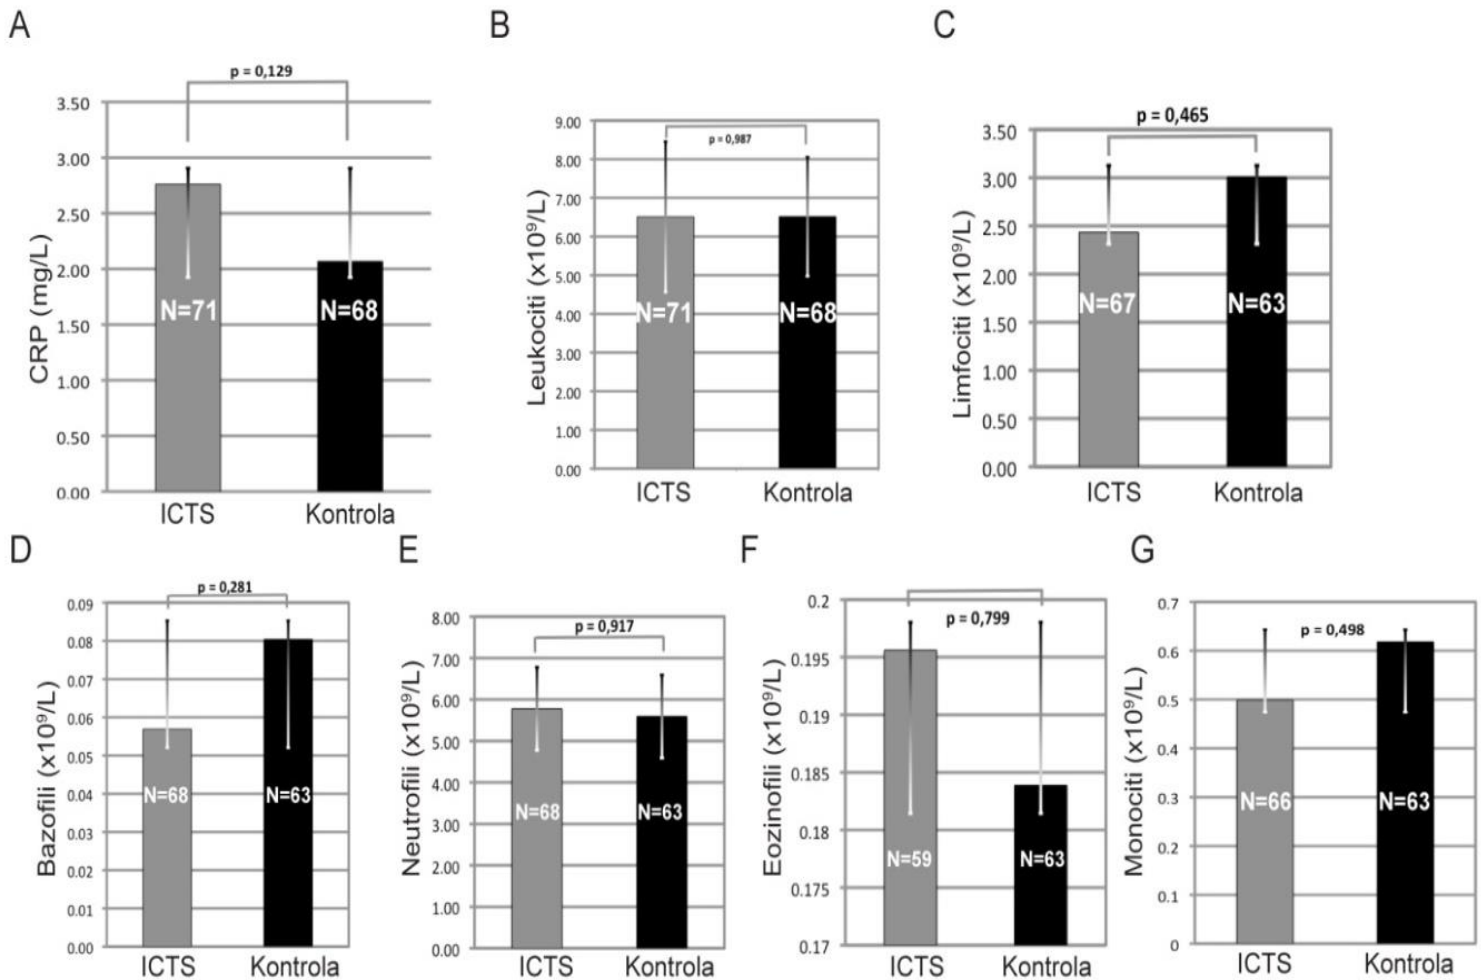 A
p = 0,129
3.50
3.00
2.50
2.00
1.50
1.00
0.50
0.00
CRP (mg/L)
N=71
N=68
ICTS
Kontrola
B
p = 0,987
9.00
8.00
7.00
6.00
5.00
4.00
3.00
2.00
1.00
0.00
Leukociti (x10⁹/L)
N=71
N=68
ICTS
Kontrola
C
p = 0,465
3.50
3.00
2.50
2.00
1.50
1.00
0.50
0.00
Limfociti (x10⁹/L)
N=67
N=63
ICTS
Kontrola
D
p = 0,281
0.09
0.08
0.07
0.06
0.05
0.04
0.03
0.02
0.01
0.00
Bazofili (x10⁹/L)
N=68
N=63
ICTS
Kontrola
E
p = 0,917
8.00
7.00
6.00
5.00
4.00
3.00
2.00
1.00
0.00
Neutrofili (x10⁹/L)
N=68
N=63
ICTS
Kontrola
F
p = 0,799
0.2
0.195
0.19
0.185
0.18
0.175
0.17
Eozinofili (x10⁹/L)
N=59
N=63
ICTS
Kontrola
G
p = 0,498
0.7
0.6
0.5
0.4
0.3
0.2
0.1
0
Monociti (x10⁹/L)
N=66
N=63
ICTS
Kontrola